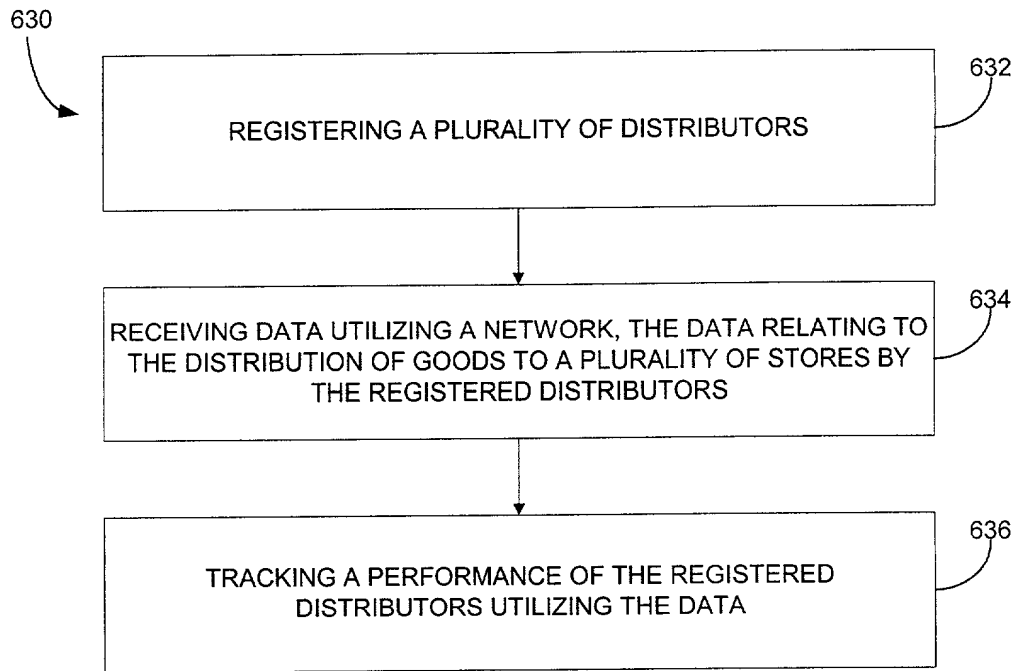 630
632
REGISTERING A PLURALITY OF DISTRIBUTORS
634
RECEIVING DATA UTILIZING A NETWORK, THE DATA RELATING TO
THE DISTRIBUTION OF GOODS TO A PLURALITY OF STORES BY
THE REGISTERED DISTRIBUTORS
636
TRACKING A PERFORMANCE OF THE REGISTERED
DISTRIBUTORS UTILIZING THE DATA